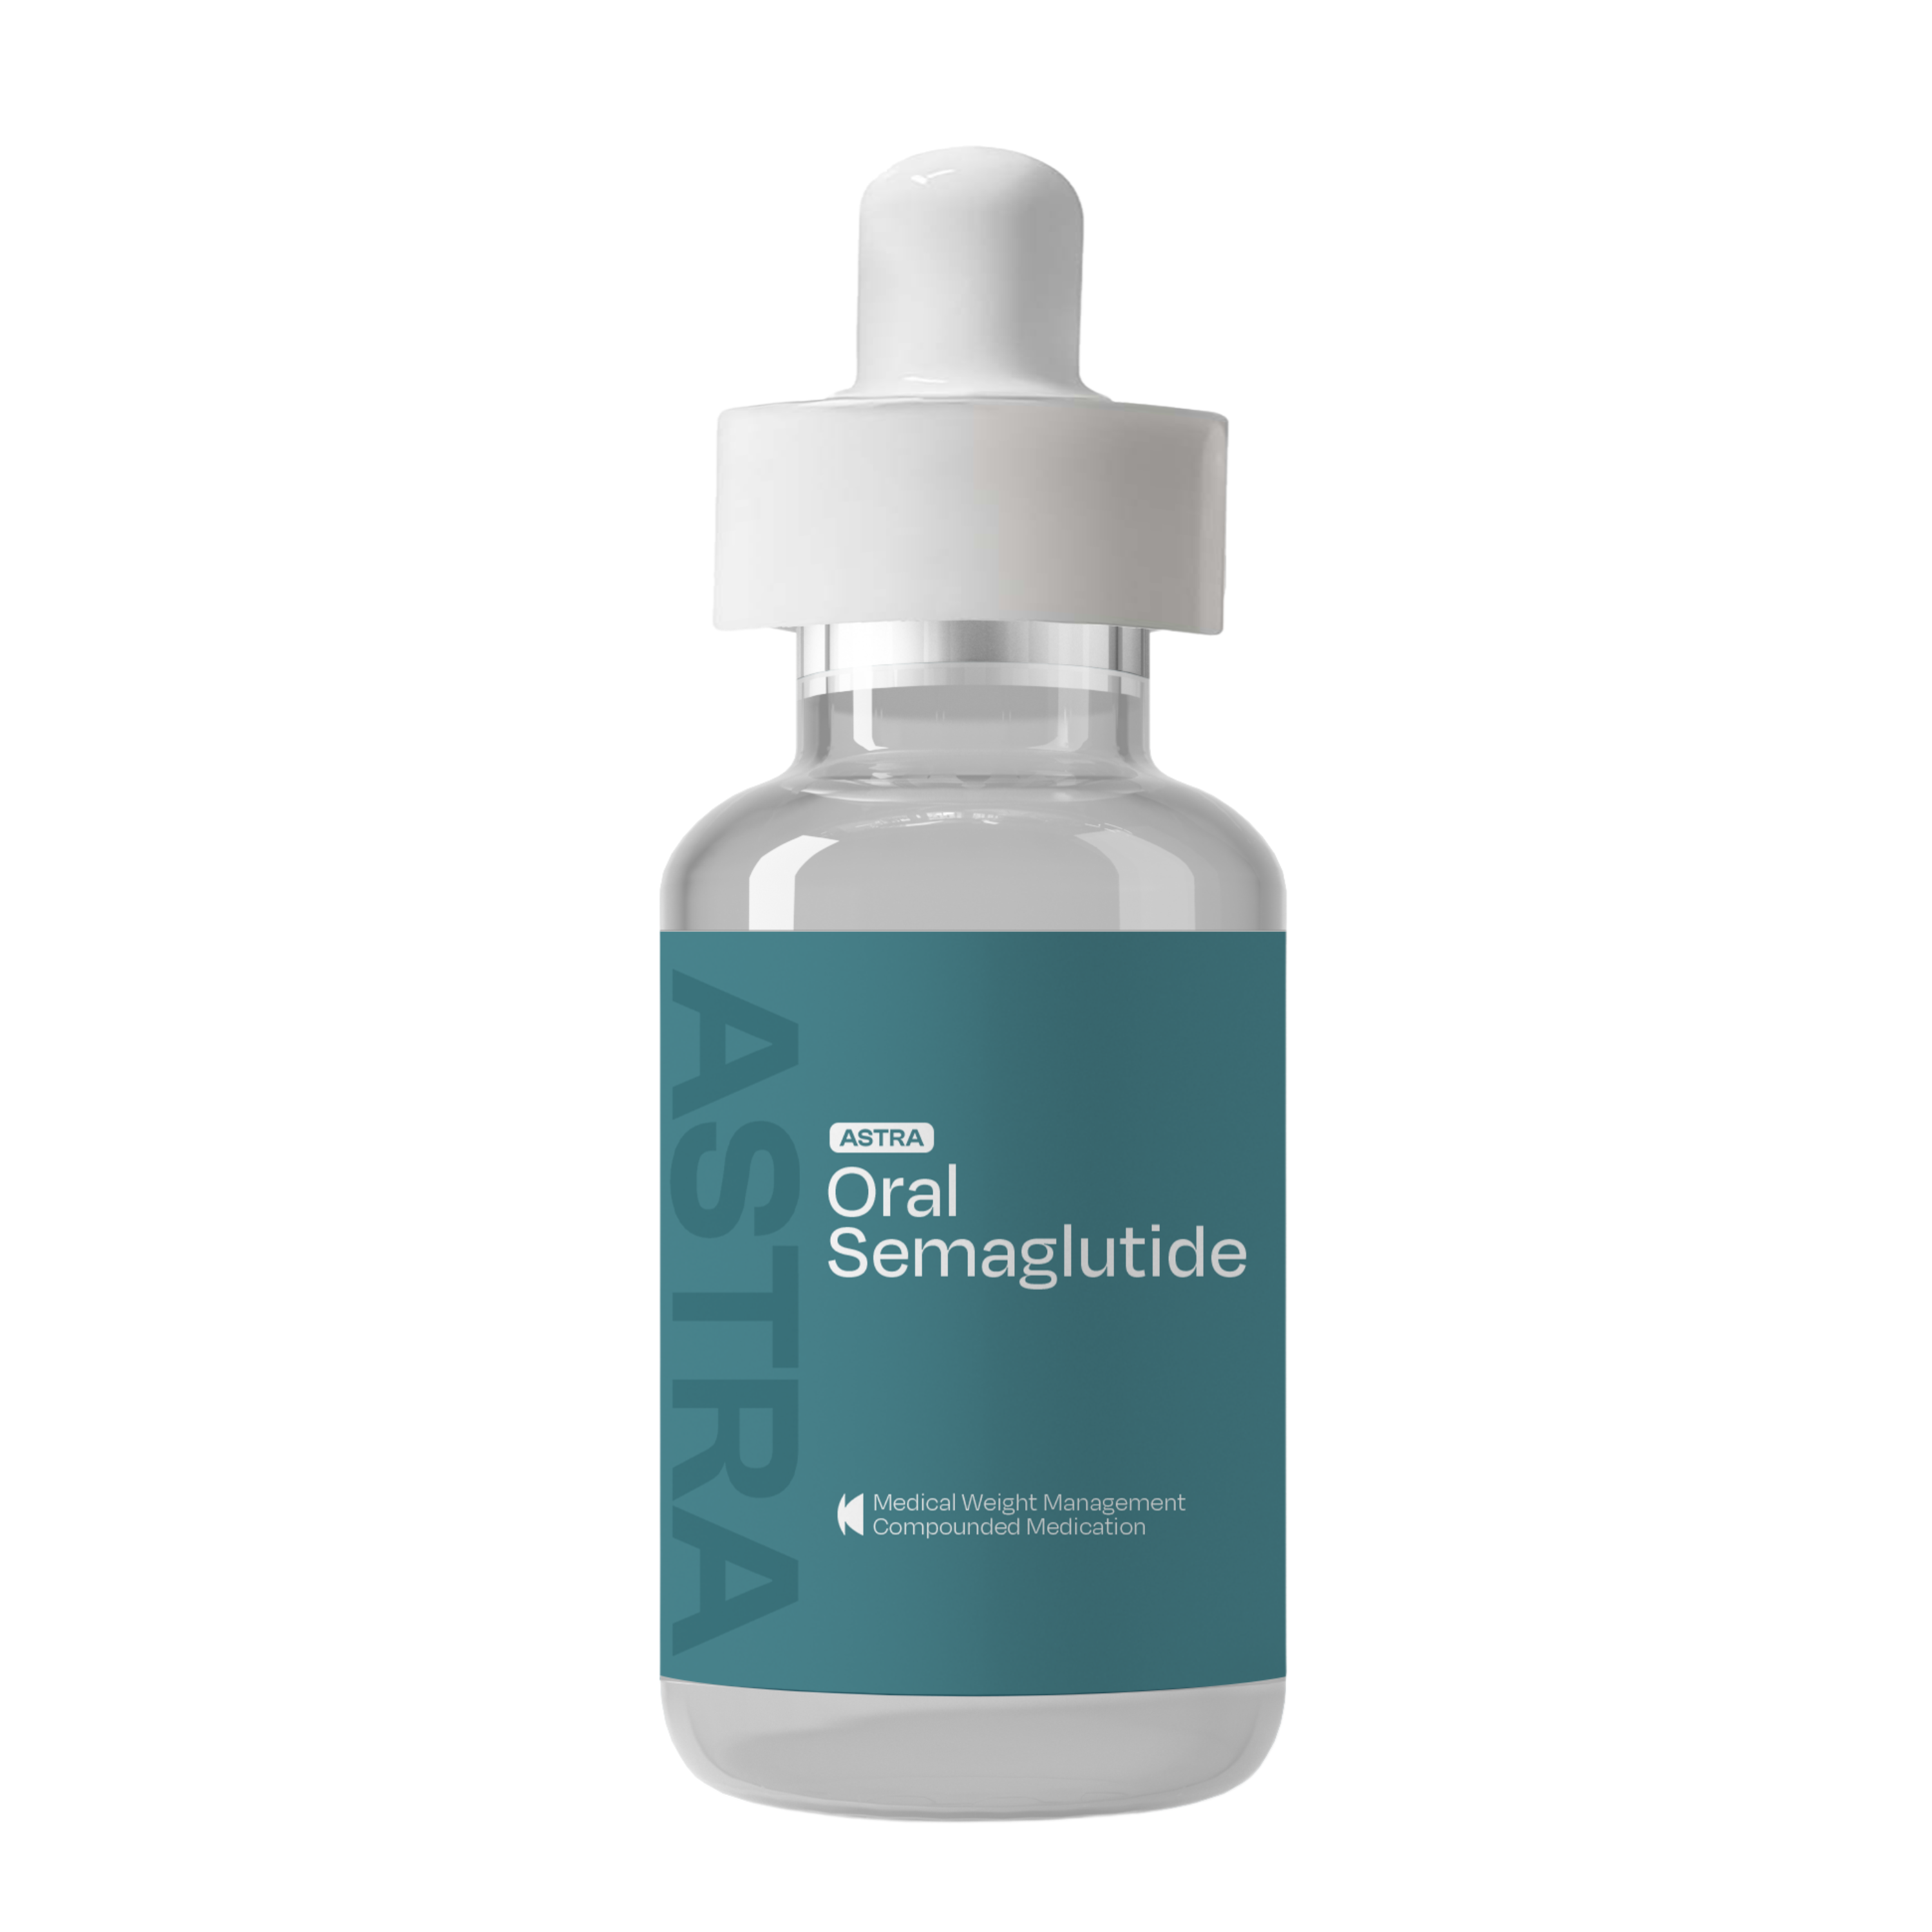 ASTRA
ASTRA
Oral
Semaglutide
Medical Weight Management
Compounded Medication